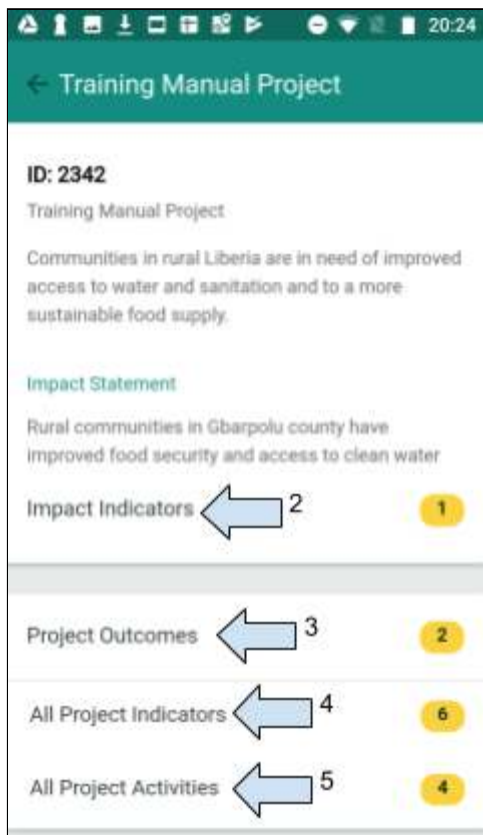 20:24
Training Manual Project
ID: 2342
Training Manual Project
Communities in rural Liberia are in need of improved
access to water and sanitation and to a more
sustainable food supply.
Impact Statement
Rural communities in Gbarpolu county have
improved food security and access to clean water
Impact Indicators 2 1
Project Outcomes 3 2
All Project Indicators 4 6
All Project Activities 5 4